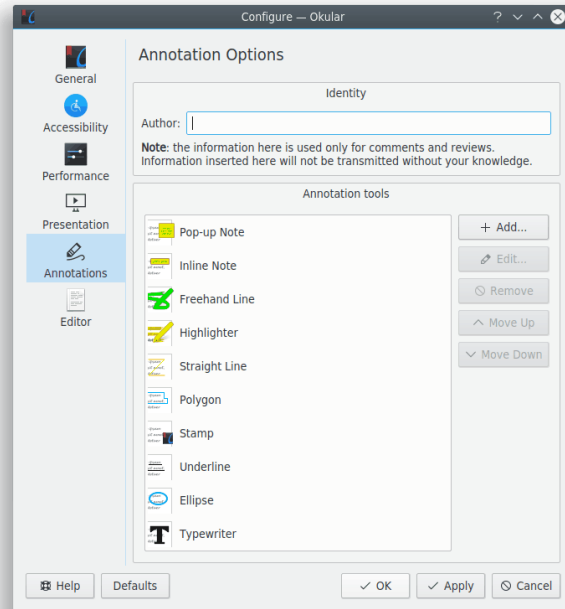 Configure — Okular
General
Accessibility
Performance
Presentation
Annotations
Editor
Annotation Options
Identity
Author:
Note: the information here is used only for comments and reviews.
Information inserted here will not be transmitted without your knowledge.
Annotation tools
Pop-up Note
Inline Note
Freehand Line
Highlighter
Straight Line
Polygon
Stamp
Underline
Ellipse
Typewriter
Add...
Edit...
Remove
Move Up
Move Down
Help
Defaults
OK
Apply
Cancel